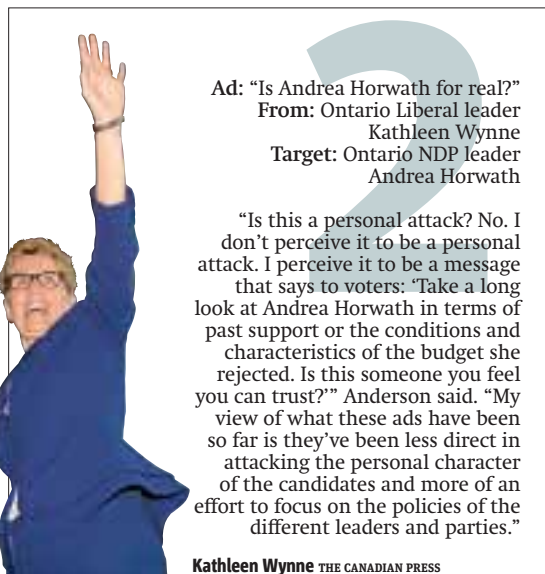 2
Ad: “Is Andrea Horwath for real?”
From: Ontario Liberal leader
Kathleen Wynne
Target: Ontario NDP leader
Andrea Horwath
“Is this a personal attack? No. I
don’t perceive it to be a personal
attack. I perceive it to be a message
that says to voters: ‘Take a long
look at Andrea Horwath in terms of
past support or the conditions and
characteristics of the budget she
rejected. Is this someone you feel
you can trust?’” Anderson said. “My
view of what these ads have been
so far is they’ve been less direct in
attacking the personal character
of the candidates and more of an
effort to focus on the policies of the
different leaders and parties.”
Kathleen Wynne THE CANADIAN PRESS